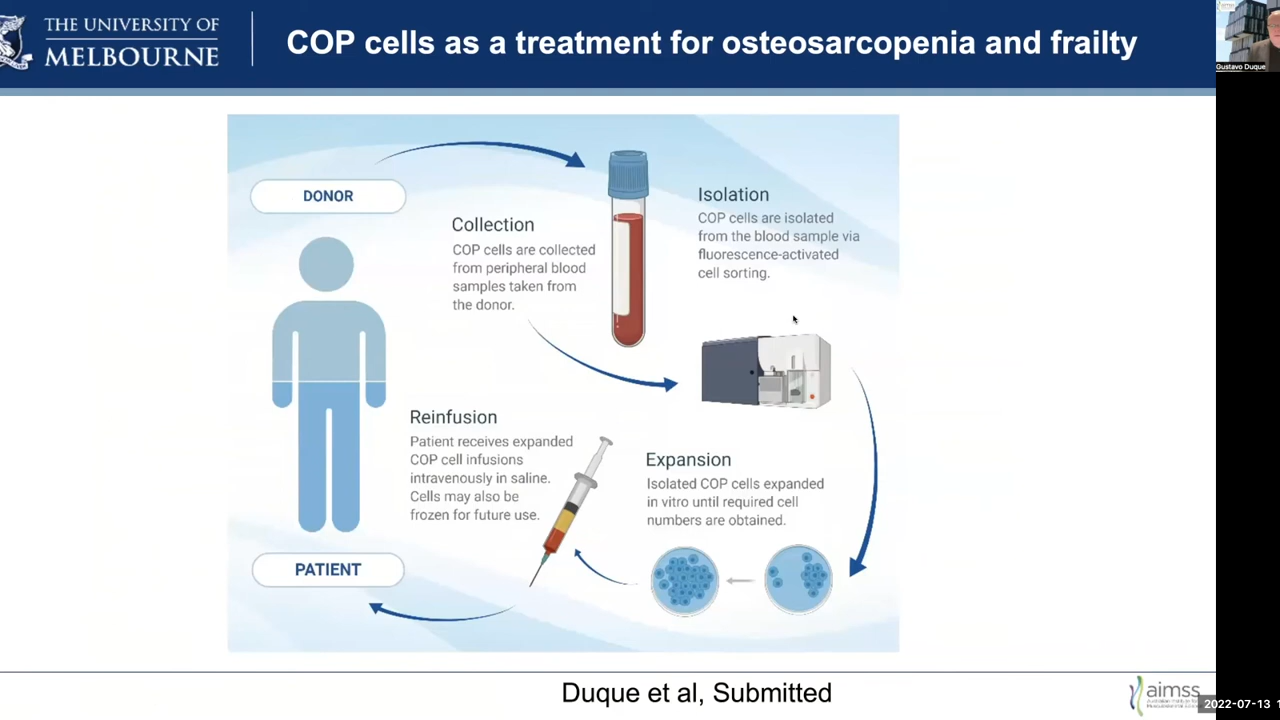 THE UNIVERSITY OF
MELBOURNE
COP cells as a treatment for osteosarcopenia and frailty
Gustavo Duque
DONOR
Collection
COP cells are collected
from peripheral blood
samples taken from
the donor.
Isolation
COP cells are isolated
from the blood sample via
fluorescence-activated
cell sorting.
Reinfusion
Patient receives expanded
COP cell infusions
intravenously in saline.
Cells may also be
frozen for future use.
Expansion
Isolated COP cells expanded
in vitro until required cell
numbers are obtained.
PATIENT
Duque et al, Submitted
aimss
2022-07-13